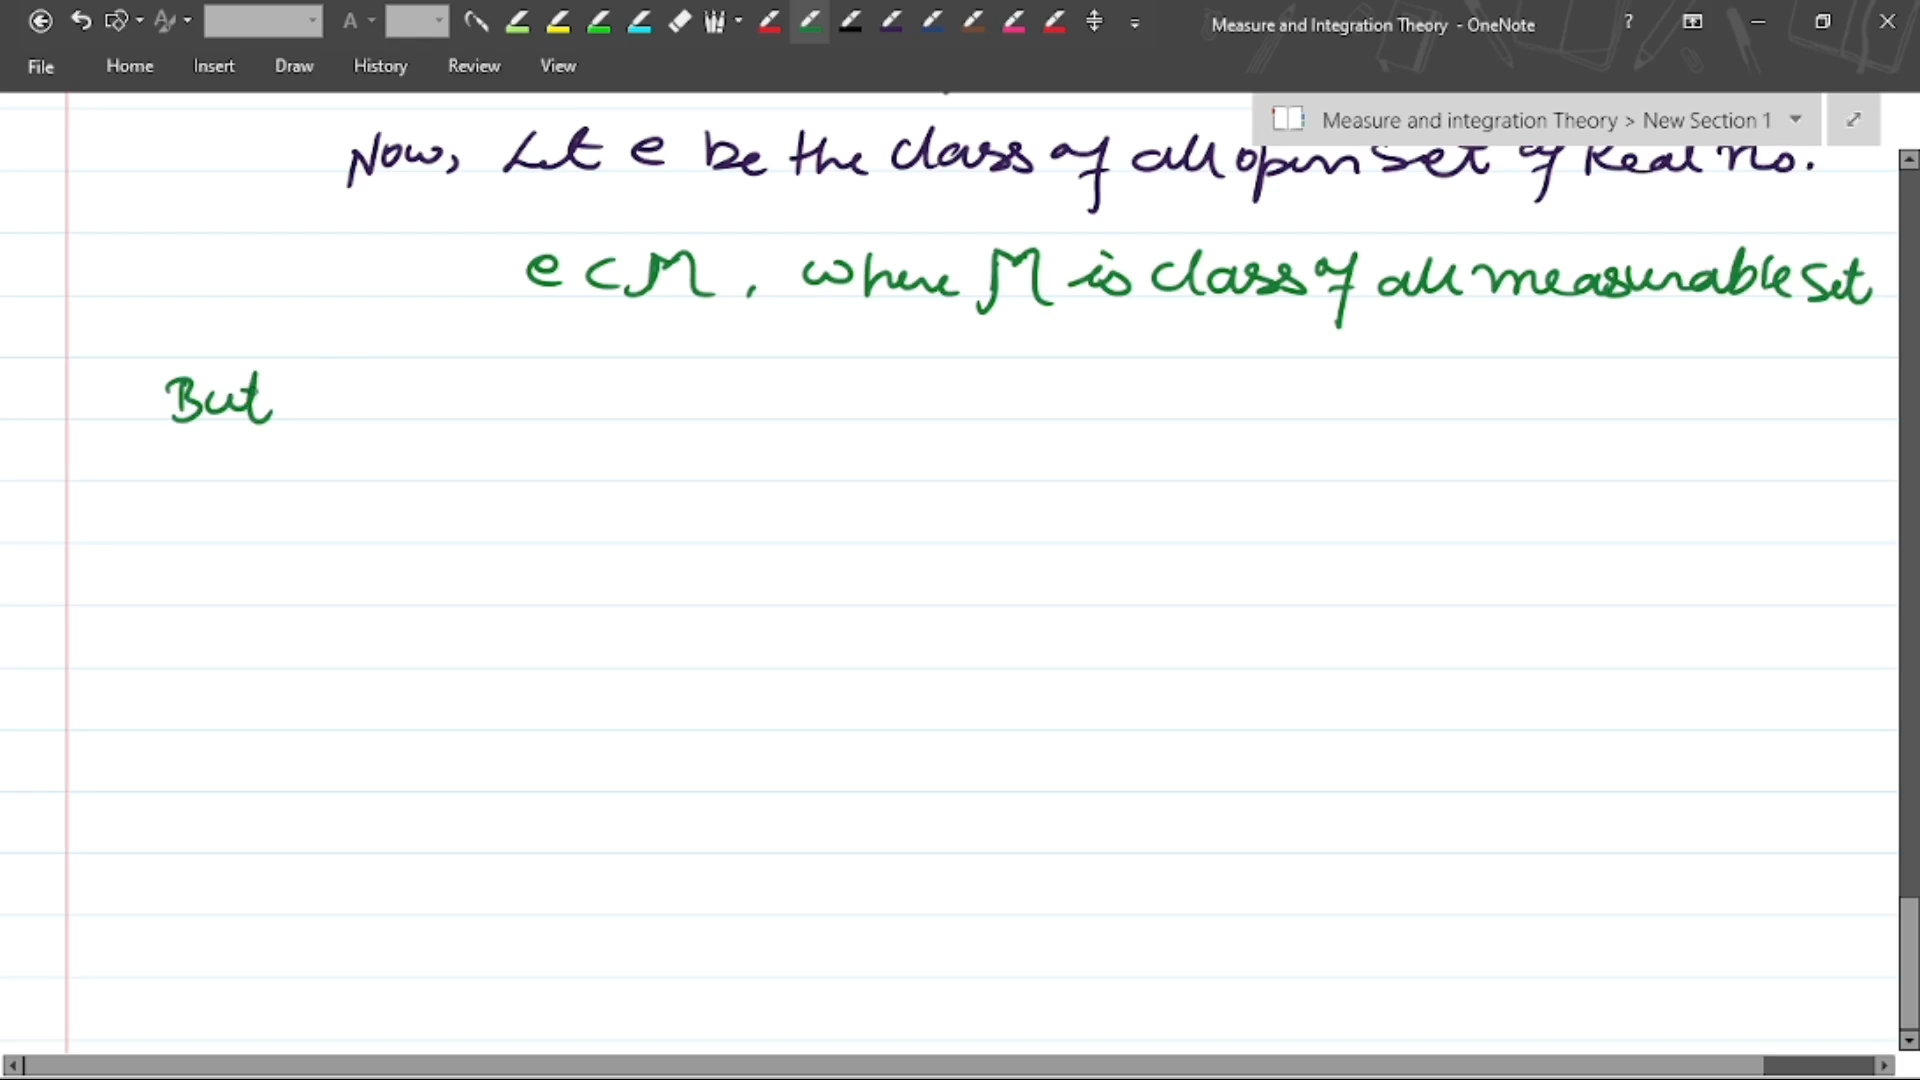 Measure and Integration Theory - OneNote
?
File Home Insert Draw History Review View
Measure and integration Theory > New Section 1
Now, Let e be the class of all open Set of Real no.
e ⊂ M, where M is class of all measurable Set
But